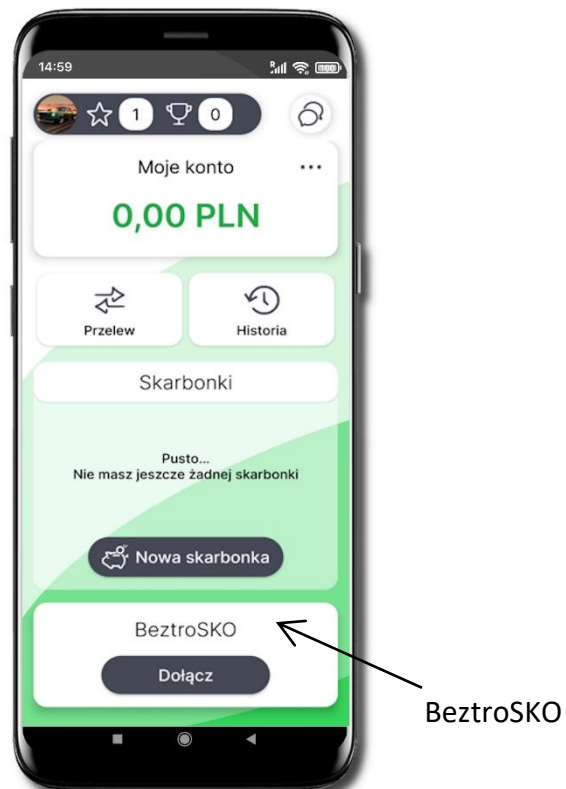 14:59
R
100
1 0
Moje konto
0,00 PLN
Przelew Historia
Skarbonki
Pusto...
Nie masz jeszcze żadnej skarbonki
Nowa skarbonka
BeztroSKO
Dołącz
BeztroSKO